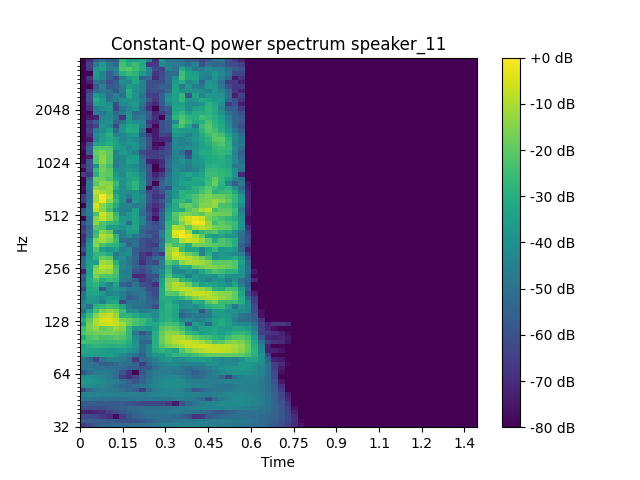 Constant-Q power spectrum speaker_11
Hz
2048
1024
512
256
128
64
32
0 0.15 0.3 0.45 0.6 0.75 0.9 1.1 1.2 1.4
Time
+0 dB
-10 dB
-20 dB
-30 dB
-40 dB
-50 dB
-60 dB
-70 dB
-80 dB